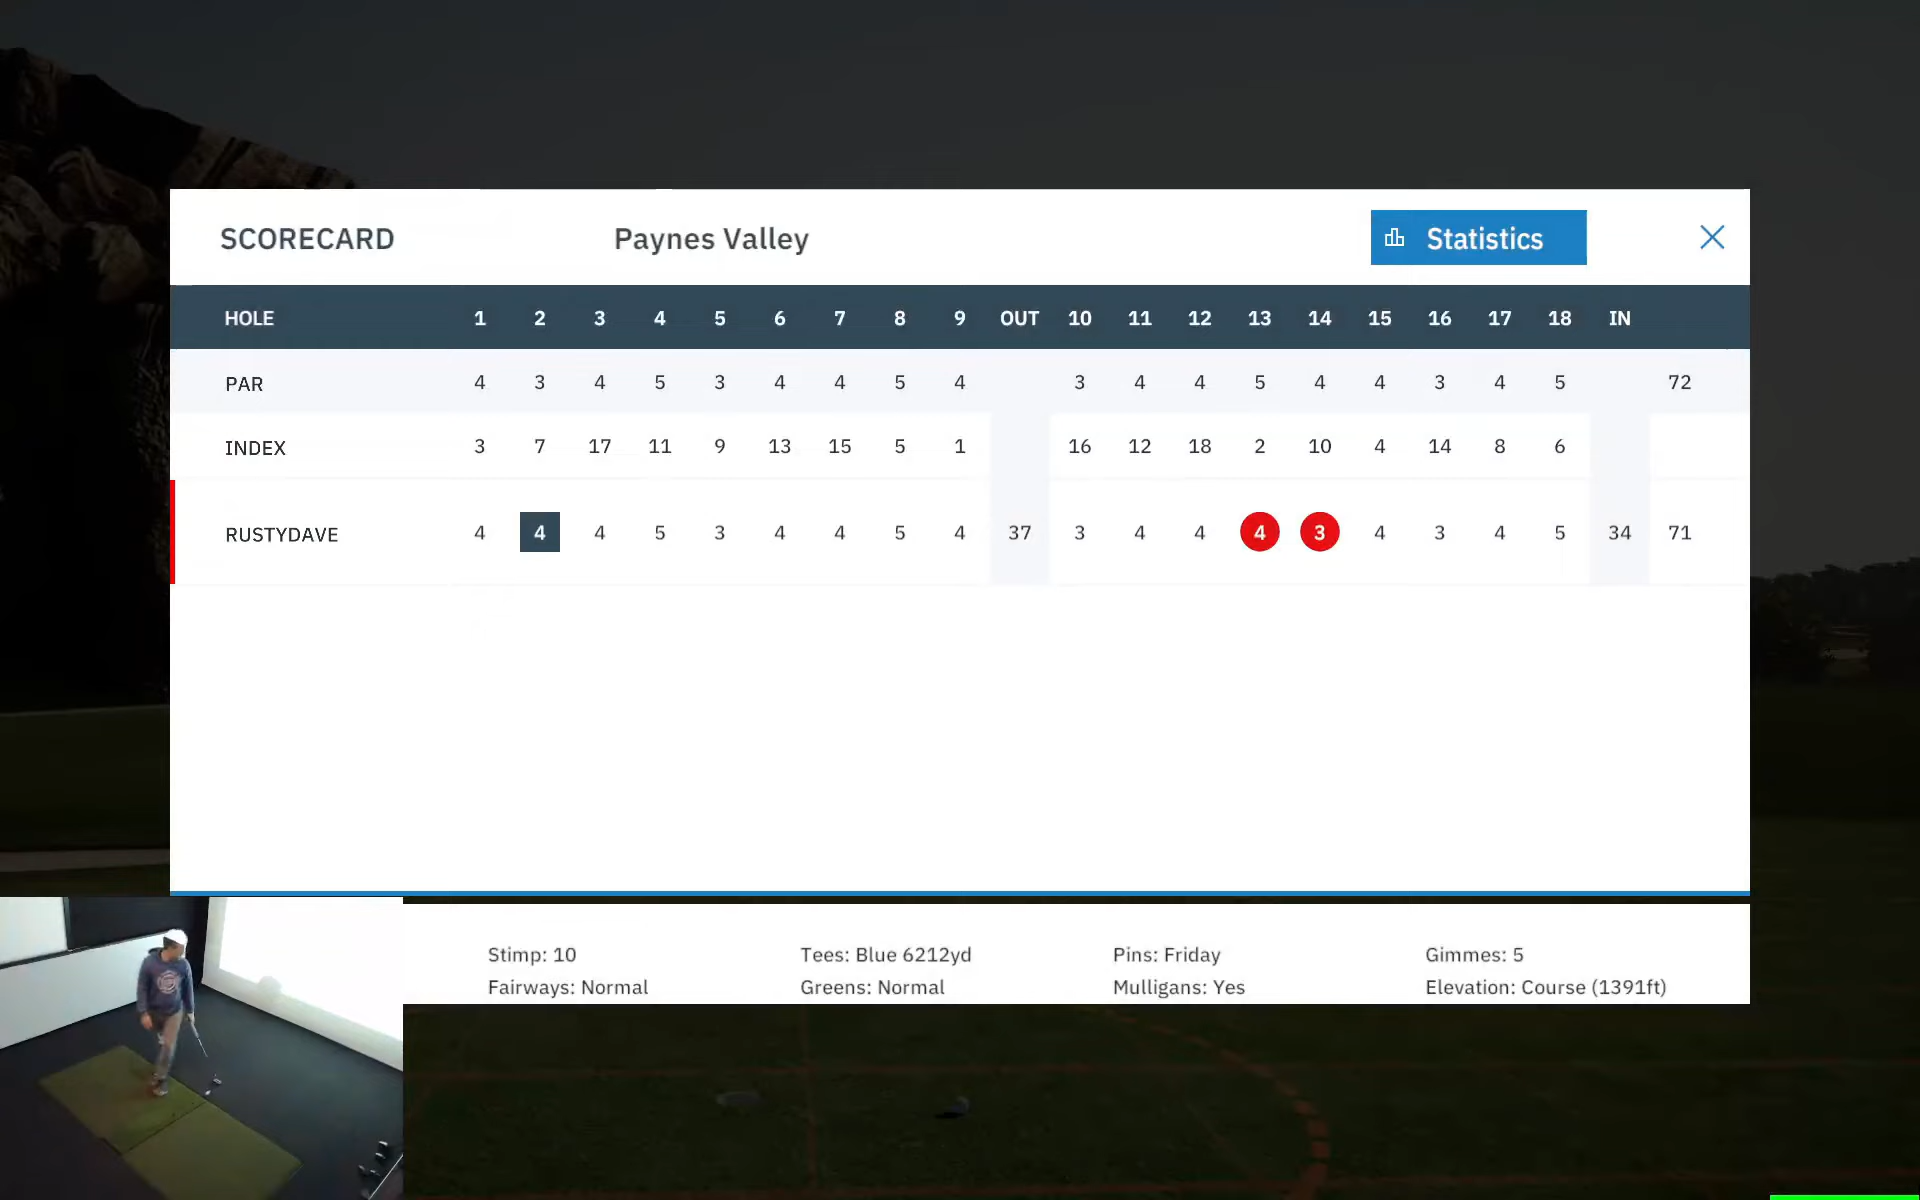 SCORECARD Paynes Valley Statistics
HOLE 1 2 3 4 5 6 7 8 9 OUT 10 11 12 13 14 15 16 17 18 IN
PAR 4 3 4 5 3 4 4 5 4 3 4 4 5 4 4 3 4 5 72
INDEX 3 7 17 11 9 13 15 5 1 16 12 18 2 10 4 14 8 6
RUSTYDAVE 4 4 4 5 3 4 4 5 4 37 3 4 4 4 3 4 3 4 5 34 71
Stimp: 10 Tees: Blue 6212yd Pins: Friday Gimmes: 5
Fairways: Normal Greens: Normal Mulligans: Yes Elevation: Course (1391ft)